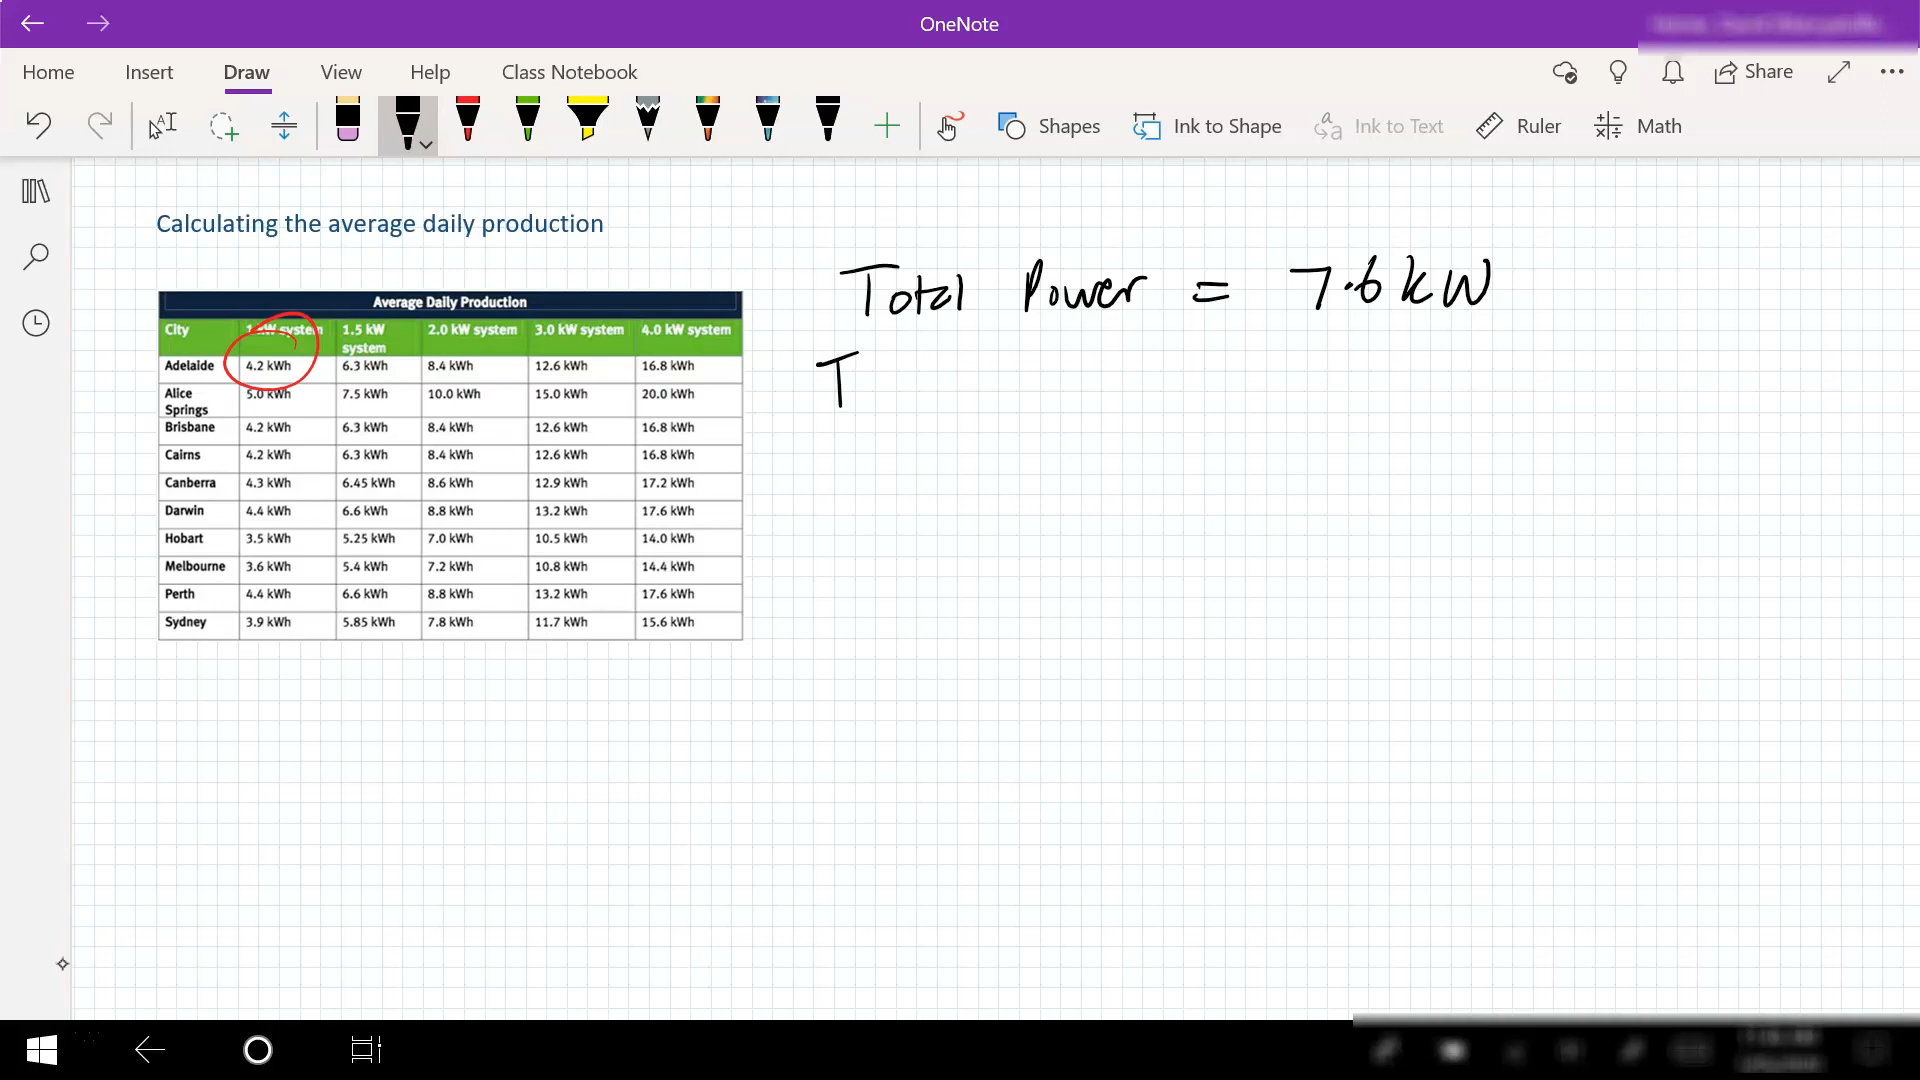 OneNote
Home Insert Draw View Help Class Notebook
Share
Shapes Ink to Shape Ink to Text Ruler Math
Calculating the average daily production
Total Power = 7.6 kW
T
Average Daily Production
City kW system 1.5 kW system 2.0 kW system 3.0 kW system 4.0 kW system
Adelaide 4.2 kWh 6.3 kWh 8.4 kWh 12.6 kWh 16.8 kWh
Alice Springs 5.0 kWh 7.5 kWh 10.0 kWh 15.0 kWh 20.0 kWh
Brisbane 4.2 kWh 6.3 kWh 8.4 kWh 12.6 kWh 16.8 kWh
Cairns 4.2 kWh 6.3 kWh 8.4 kWh 12.6 kWh 16.8 kWh
Canberra 4.3 kWh 6.45 kWh 8.6 kWh 12.9 kWh 17.2 kWh
Darwin 4.4 kWh 6.6 kWh 8.8 kWh 13.2 kWh 17.6 kWh
Hobart 3.5 kWh 5.25 kWh 7.0 kWh 10.5 kWh 14.0 kWh
Melbourne 3.6 kWh 5.4 kWh 7.2 kWh 10.8 kWh 14.4 kWh
Perth 4.4 kWh 6.6 kWh 8.8 kWh 13.2 kWh 17.6 kWh
Sydney 3.9 kWh 5.85 kWh 7.8 kWh 11.7 kWh 15.6 kWh